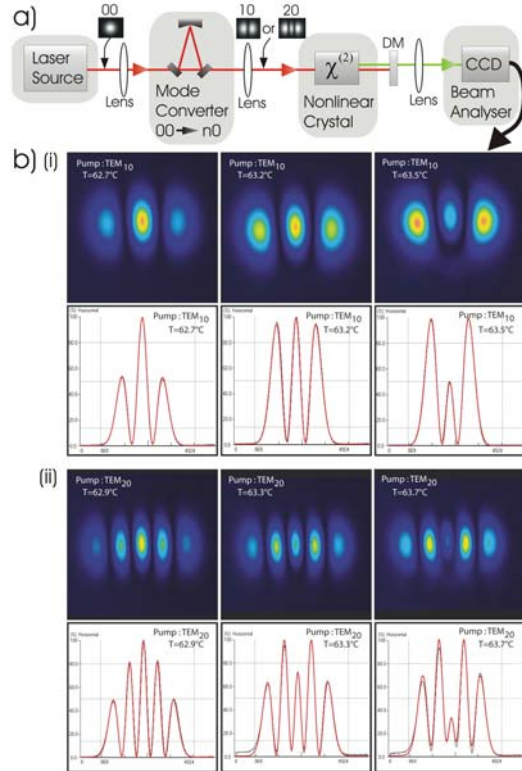 a)
00
10 or 20
Laser
Source
Lens
Mode
Converter
00 → n0
Lens
χ(2)
Nonlinear
Crystal
DM
Lens
CCD
Beam
Analyser
b) (i)
Pump : TEM10
T=62.7°C
Pump : TEM10
T=63.2°C
Pump : TEM10
T=63.5°C
Pump : TEM10
T=62.7°C
Pump : TEM10
T=63.2°C
Pump : TEM10
T=63.5°C
(ii)
Pump : TEM20
T=62.9°C
Pump : TEM20
T=63.3°C
Pump : TEM20
T=63.7°C
Pump : TEM20
T=62.9°C
Pump : TEM20
T=63.3°C
Pump : TEM20
T=63.7°C